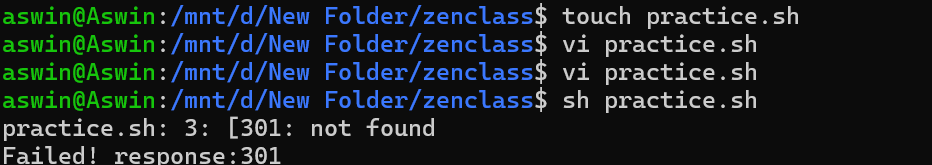 aswin@Aswin:/mnt/d/New Folder/zenclass$ touch practice.sh
aswin@Aswin:/mnt/d/New Folder/zenclass$ vi practice.sh
aswin@Aswin:/mnt/d/New Folder/zenclass$ vi practice.sh
aswin@Aswin:/mnt/d/New Folder/zenclass$ sh practice.sh
practice.sh: 3: [301: not found
Failed! response:301